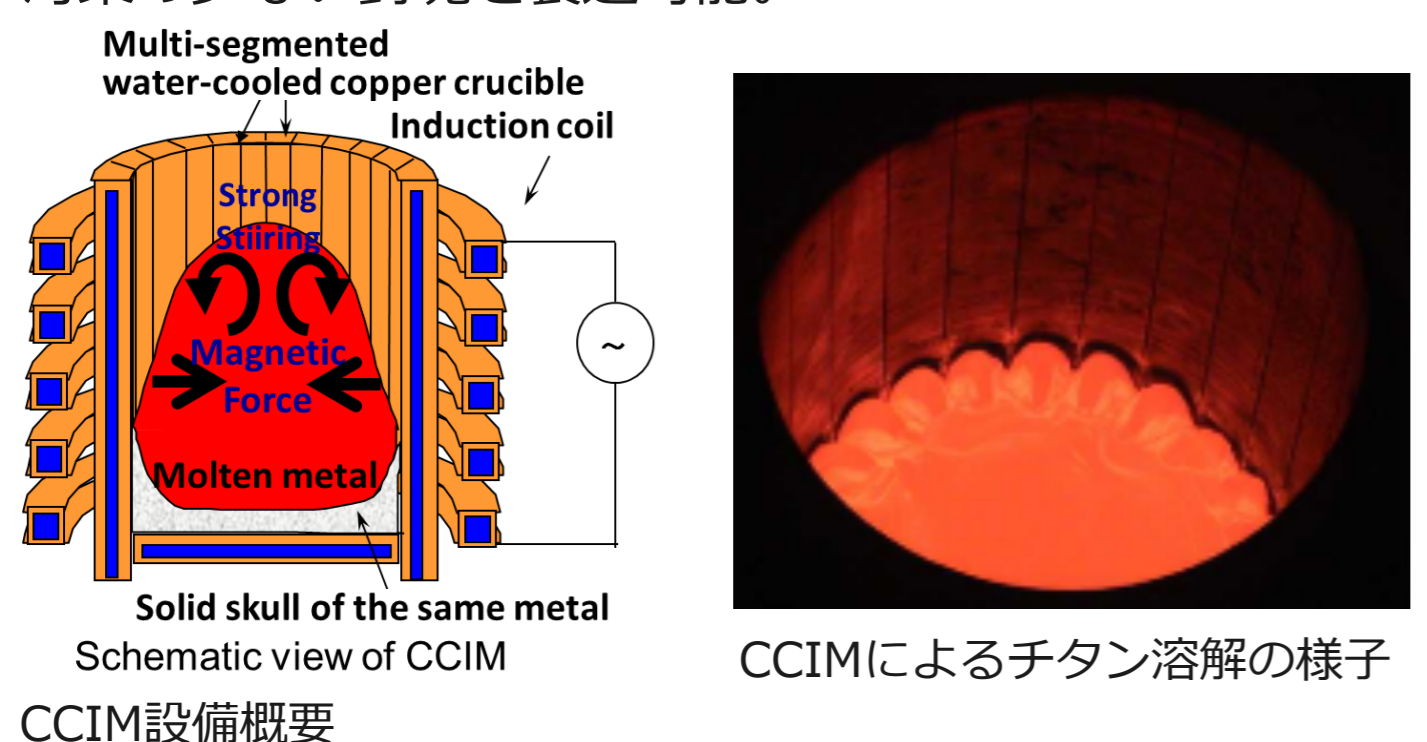 Multi-segmented
water-cooled copper crucible
Induction coil
Strong
Stiiring
Magnetic
Force
~
Molten metal
Solid skull of the same metal
Schematic view of CCIM
CCIMによるチタン溶解の様子
CCIM設備概要